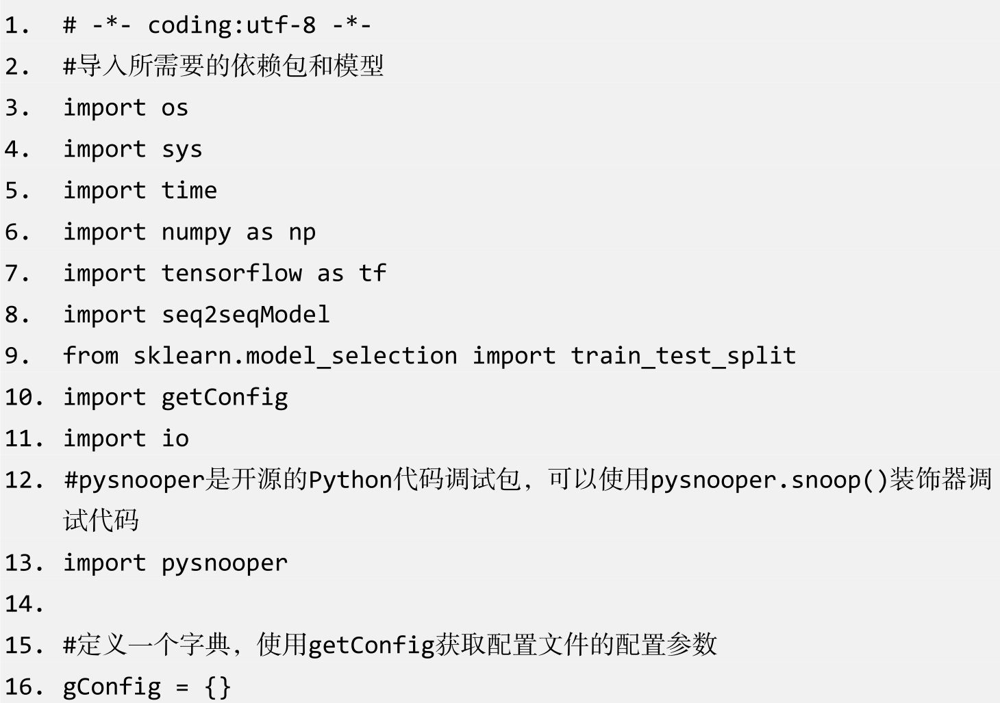 1. # -*- coding:utf-8 -*-
2. #导入所需要的依赖包和模型
3. import os
4. import sys
5. import time
6. import numpy as np
7. import tensorflow as tf
8. import seq2seqModel
9. from sklearn.model_selection import train_test_split
10. import getConfig
11. import io
12. #pysnooper是开源的Python代码调试包，可以使用pysnooper.snoop()装饰器调
试代码
13. import pysnooper
14.
15. #定义一个字典，使用getConfig获取配置文件的配置参数
16. gConfig = {}